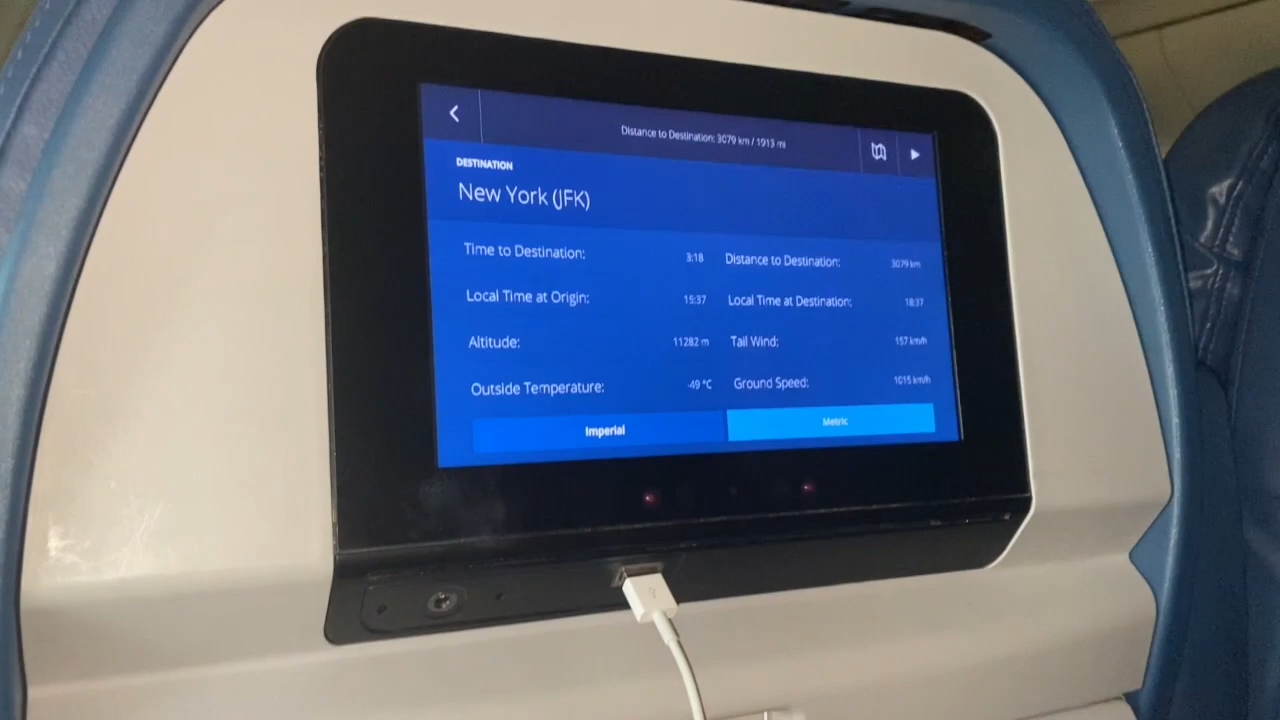 Distance to Destination: 3079 km / 1913 mi
DESTINATION
New York (JFK)
Time to Destination: 3:18 Distance to Destination: 3079 km
Local Time at Origin: 15:37 Local Time at Destination: 18:37
Altitude: 11282 m Tail Wind: 157 km/h
Outside Temperature: -49 °C Ground Speed: 1015 km/h
Imperial Metric